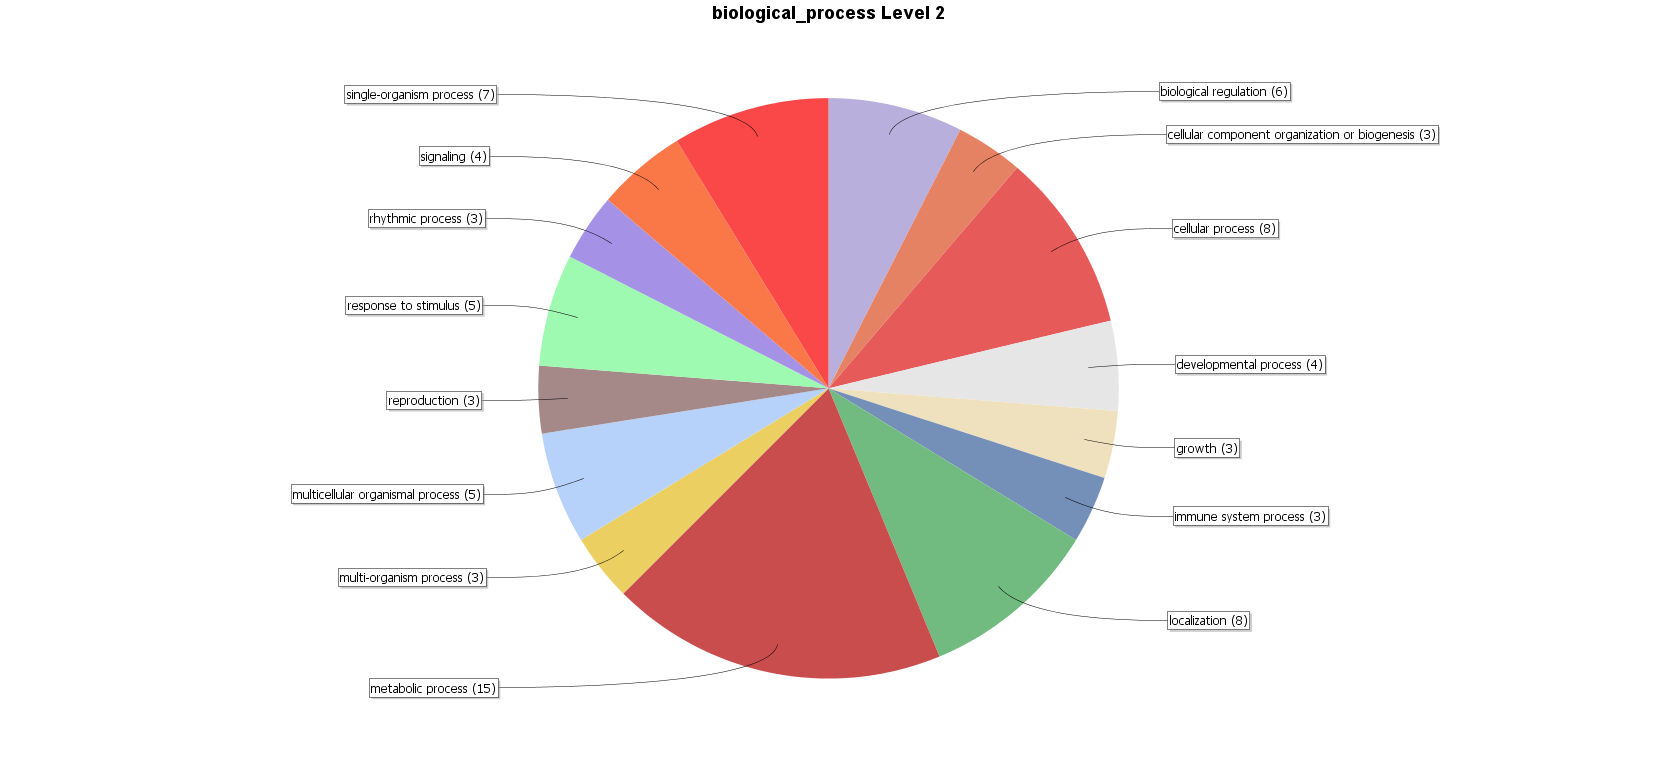 biological_process Level 2
single-organism process (7)
biological regulation (6)
cellular component organization or biogenesis (3)
signaling (4)
rhythmic process (3)
cellular process (8)
response to stimulus (5)
developmental process (4)
reproduction (3)
growth (3)
multicellular organismal process (5)
immune system process (3)
multi-organism process (3)
localization (8)
metabolic process (15)